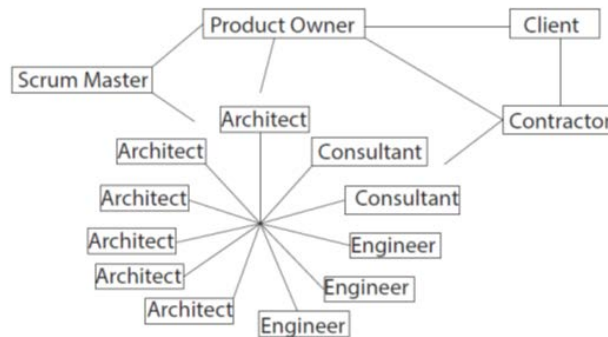 Product Owner
Client
Scrum Master
Architect
Contractor
Architect
Consultant
Architect
Consultant
Architect
Engineer
Architect
Engineer
Architect
Engineer